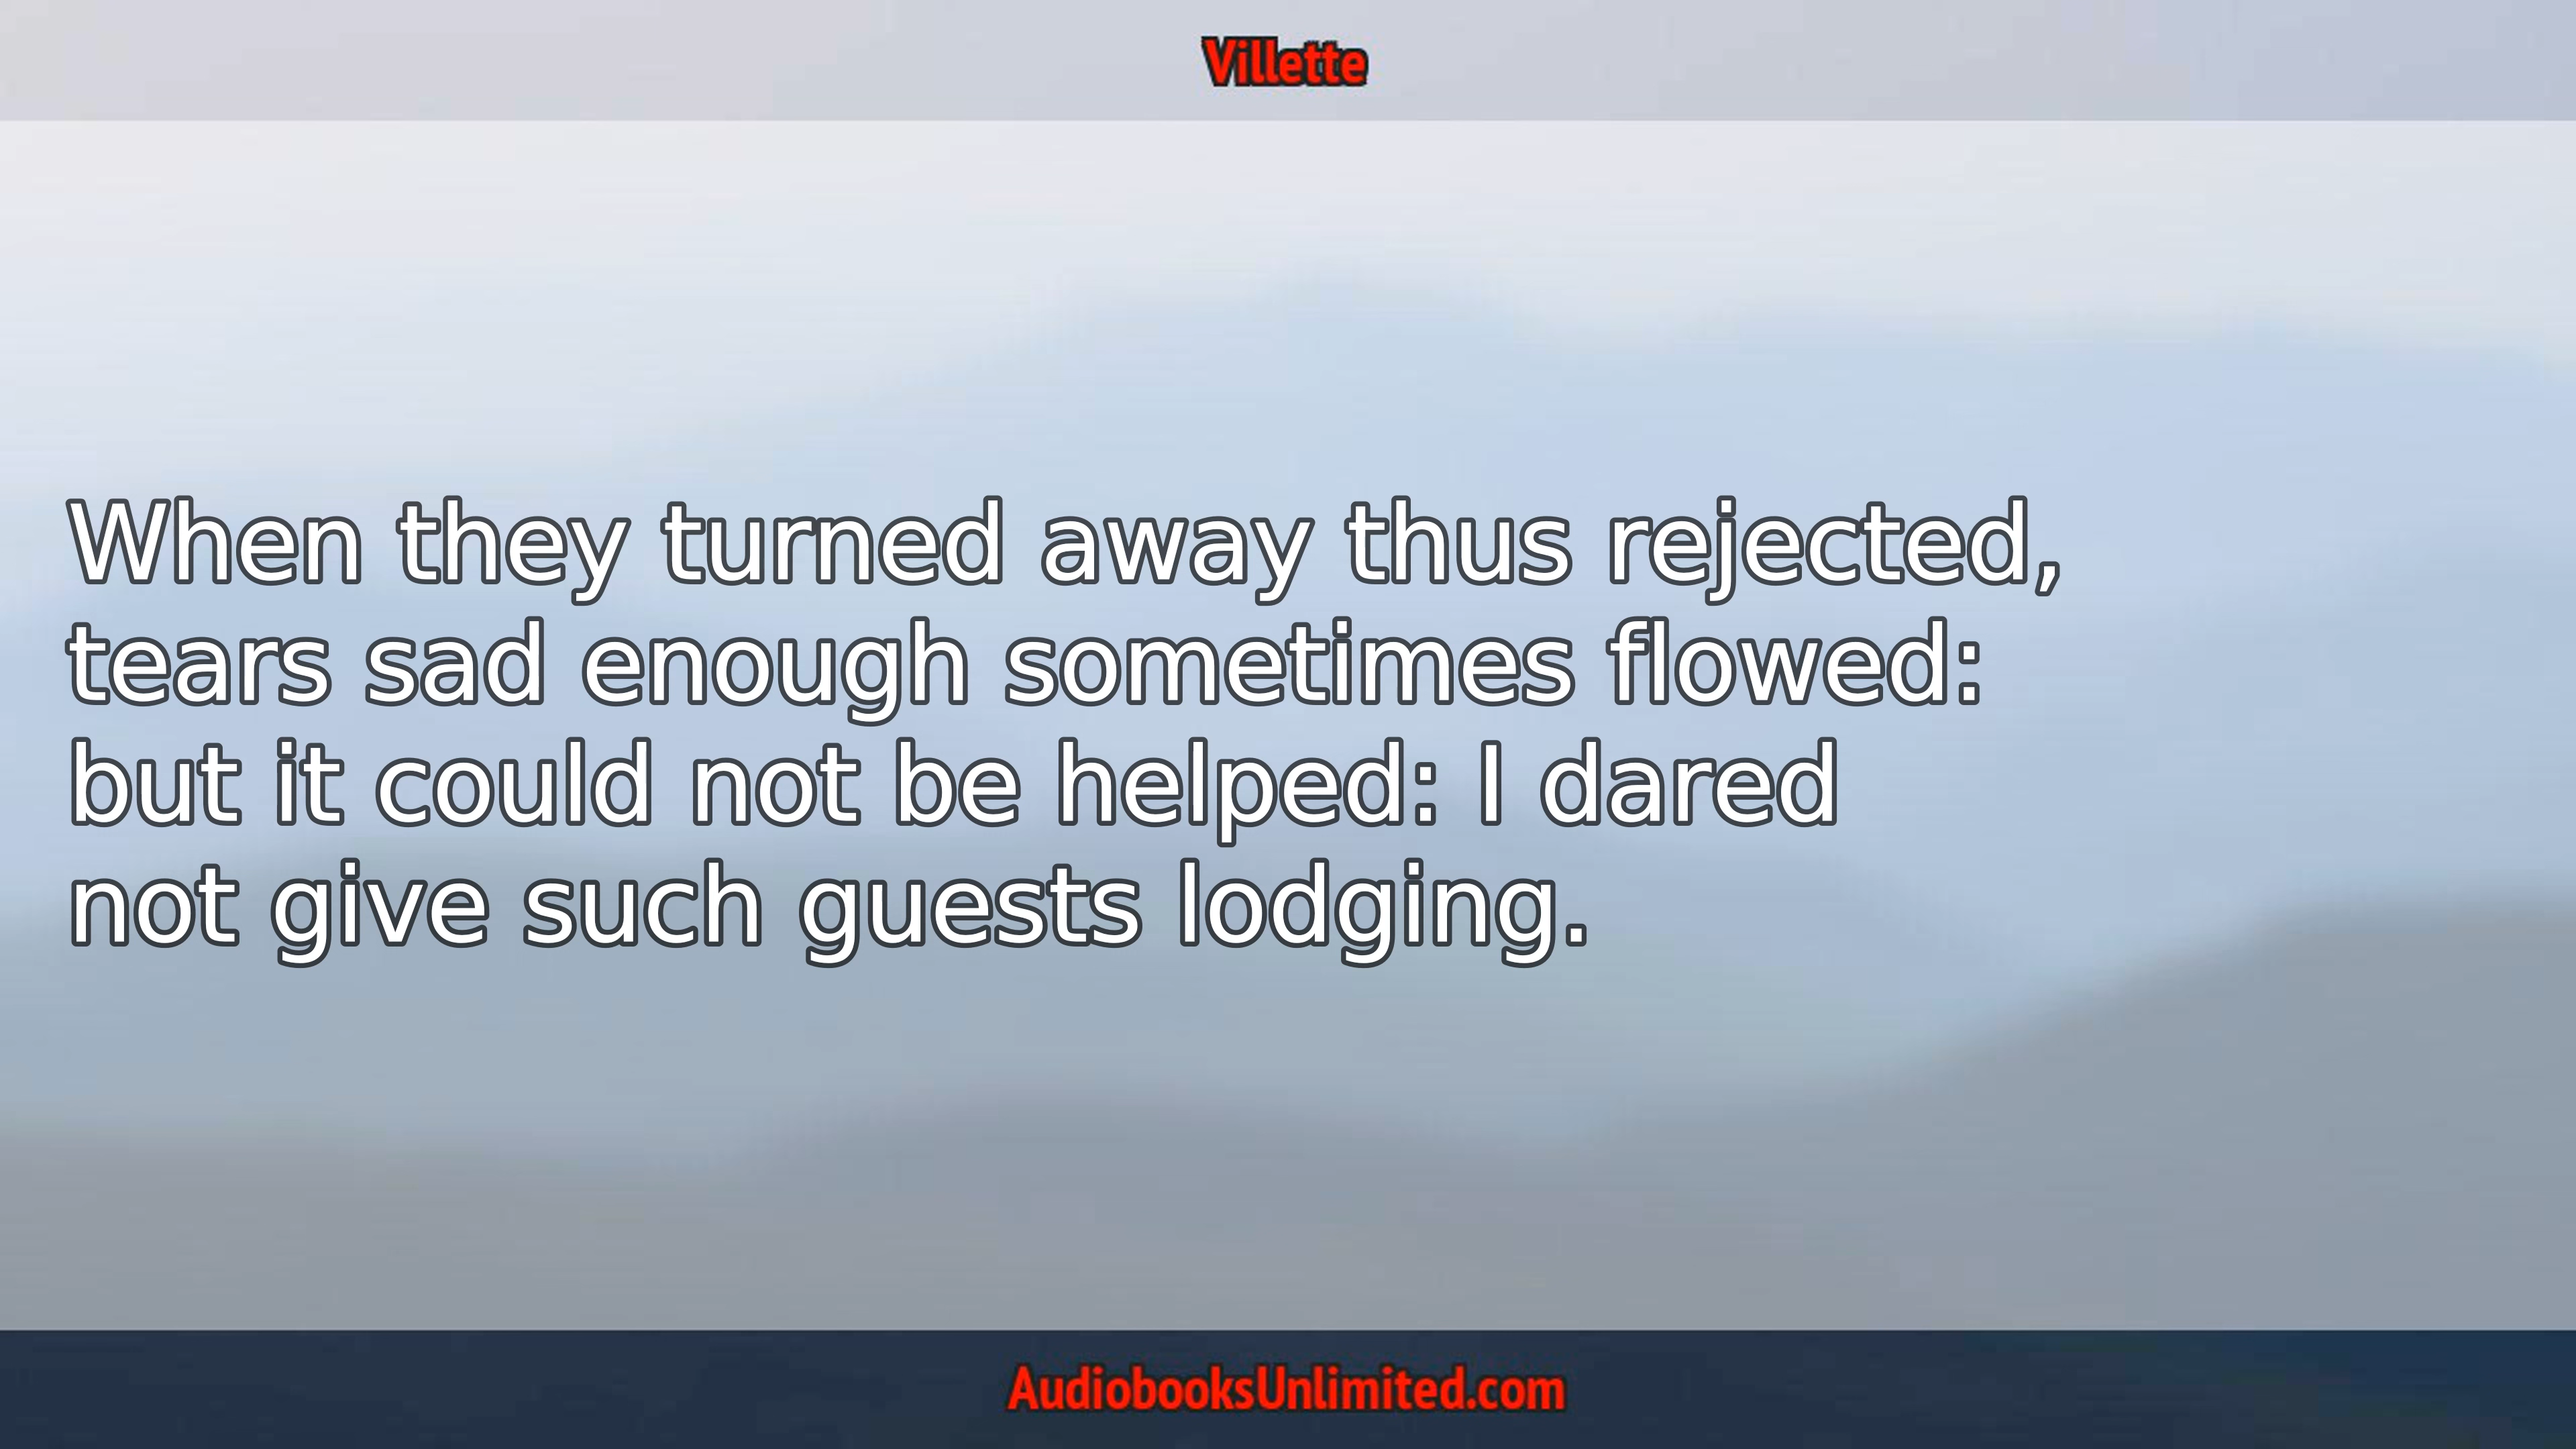 Villette
When they turned away thus rejected,
tears sad enough sometimes flowed:
but it could not be helped: I dared
not give such guests lodging.
AudiobooksUnlimited.com